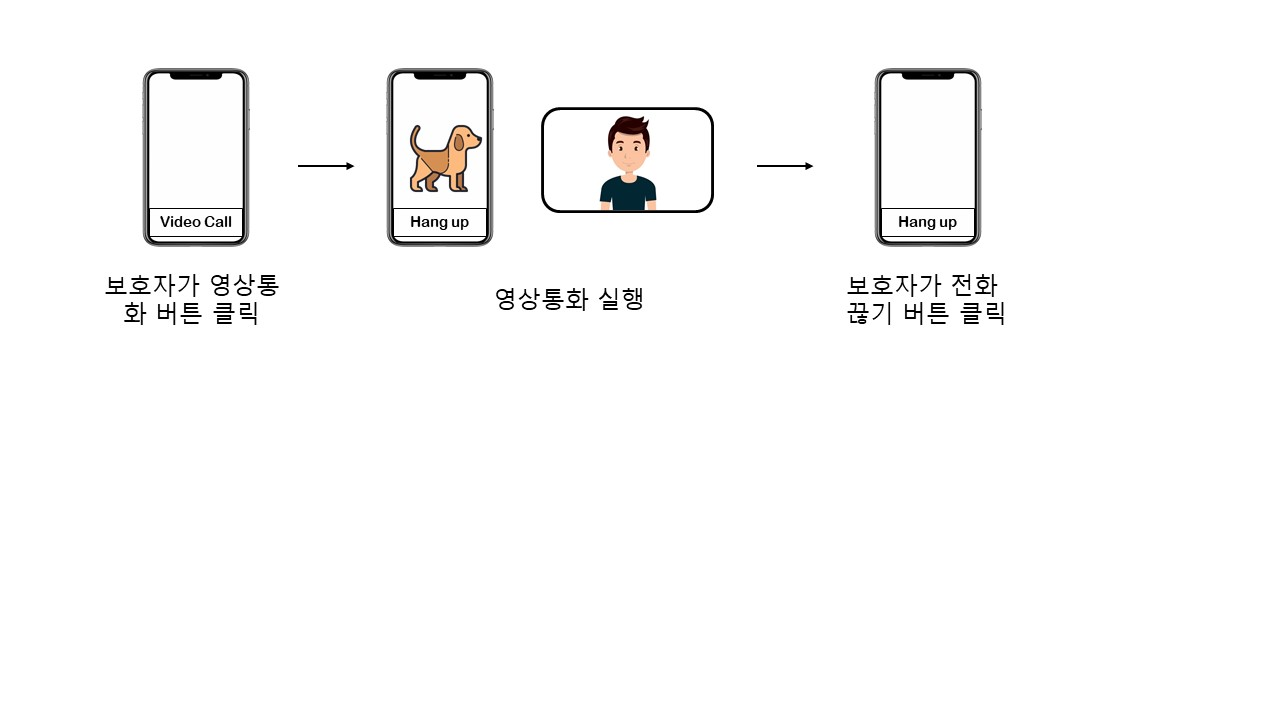 Video Call
Hang up
Hang up
보호자가 영상통
화 버튼 클릭
영상통화 실행
보호자가 전화
끊기 버튼 클릭